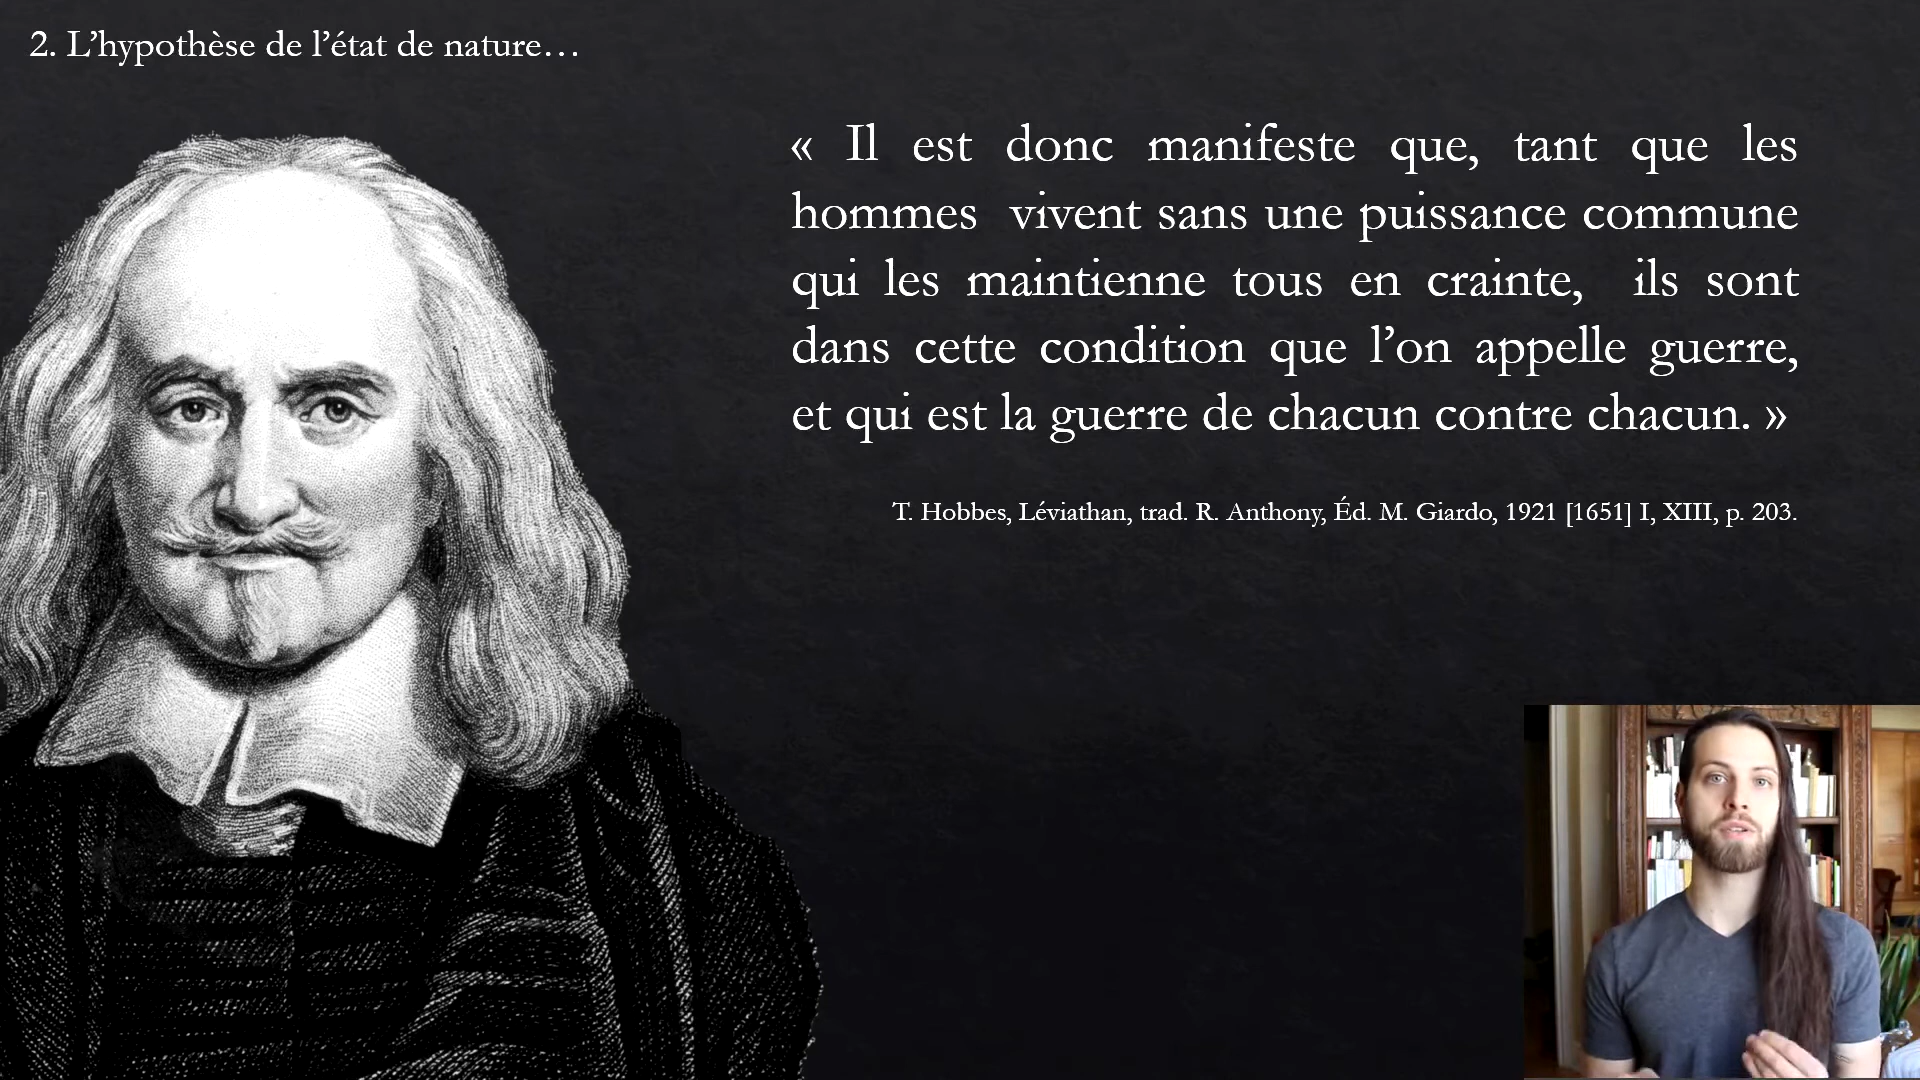 2. L’hypothèse de l’état de nature…
« Il est donc manifeste que, tant que les
hommes vivent sans une puissance commune
qui les maintienne tous en crainte, ils sont
dans cette condition que l’on appelle guerre,
et qui est la guerre de chacun contre chacun. »
T. Hobbes, Léviathan, trad. R. Anthony, Éd. M. Giardo, 1921 [1651] I, XIII, p. 203.